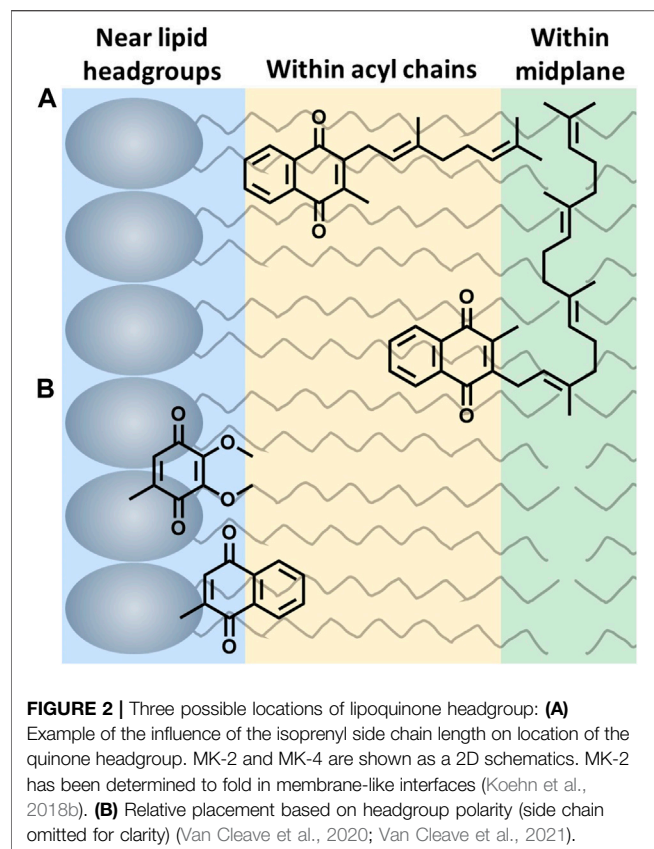 Near lipid headgroups
Within acyl chains
Within midplane
A
O
O
O
O
B
O
O
O
O
O
O
FIGURE 2 | Three possible locations of lipoquinone headgroup: (A)
Example of the influence of the isoprenyl side chain length on location of the
quinone headgroup. MK-2 and MK-4 are shown as a 2D schematics. MK-2
has been determined to fold in membrane-like interfaces (Koehn et al.,
2018b). (B) Relative placement based on headgroup polarity (side chain
omitted for clarity) (Van Cleave et al., 2020; Van Cleave et al., 2021).